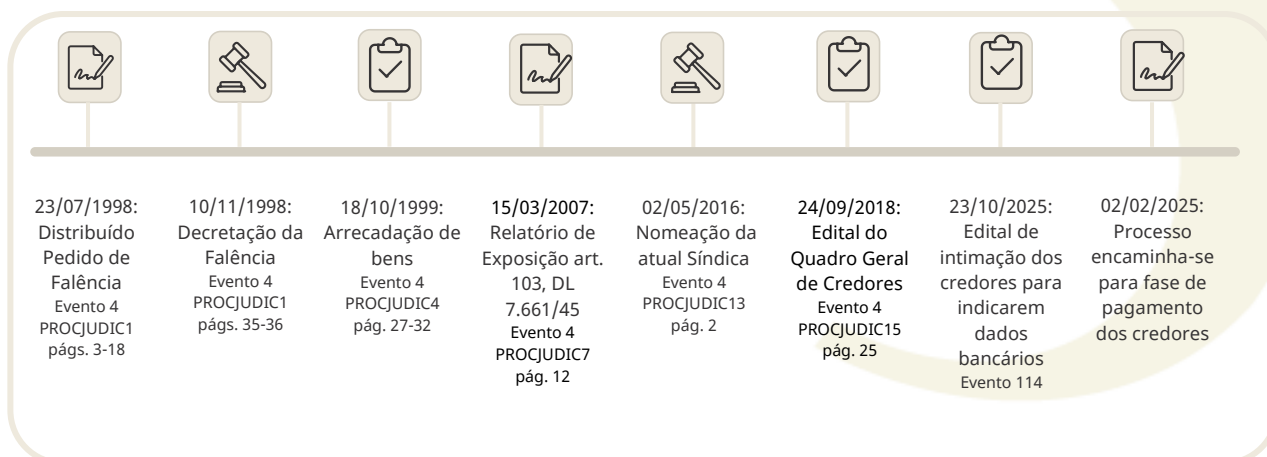 23/07/1998:
Distribuído
Pedido de
Falência
Evento 4
PROCJUDIC1
págs. 3-18
10/11/1998:
Decretação da
Falência
Evento 4
PROCJUDIC1
págs. 35-36
18/10/1999:
Arrecadação de
bens
Evento 4
PROCJUDIC4
pág. 27-32
15/03/2007:
Relatório de
Exposição art.
103, DL
7.661/45
Evento 4
PROCJUDIC7
pág. 12
02/05/2016:
Nomeação da
atual Síndica
Evento 4
PROCJUDIC13
pág. 2
24/09/2018:
Edital do
Quadro Geral
de Credores
Evento 4
PROCJUDIC15
pág. 25
23/10/2025:
Edital de
intimação dos
credores para
indicarem
dados
bancários
Evento 114
02/02/2025:
Processo
encaminha-se
para fase de
pagamento
dos credores